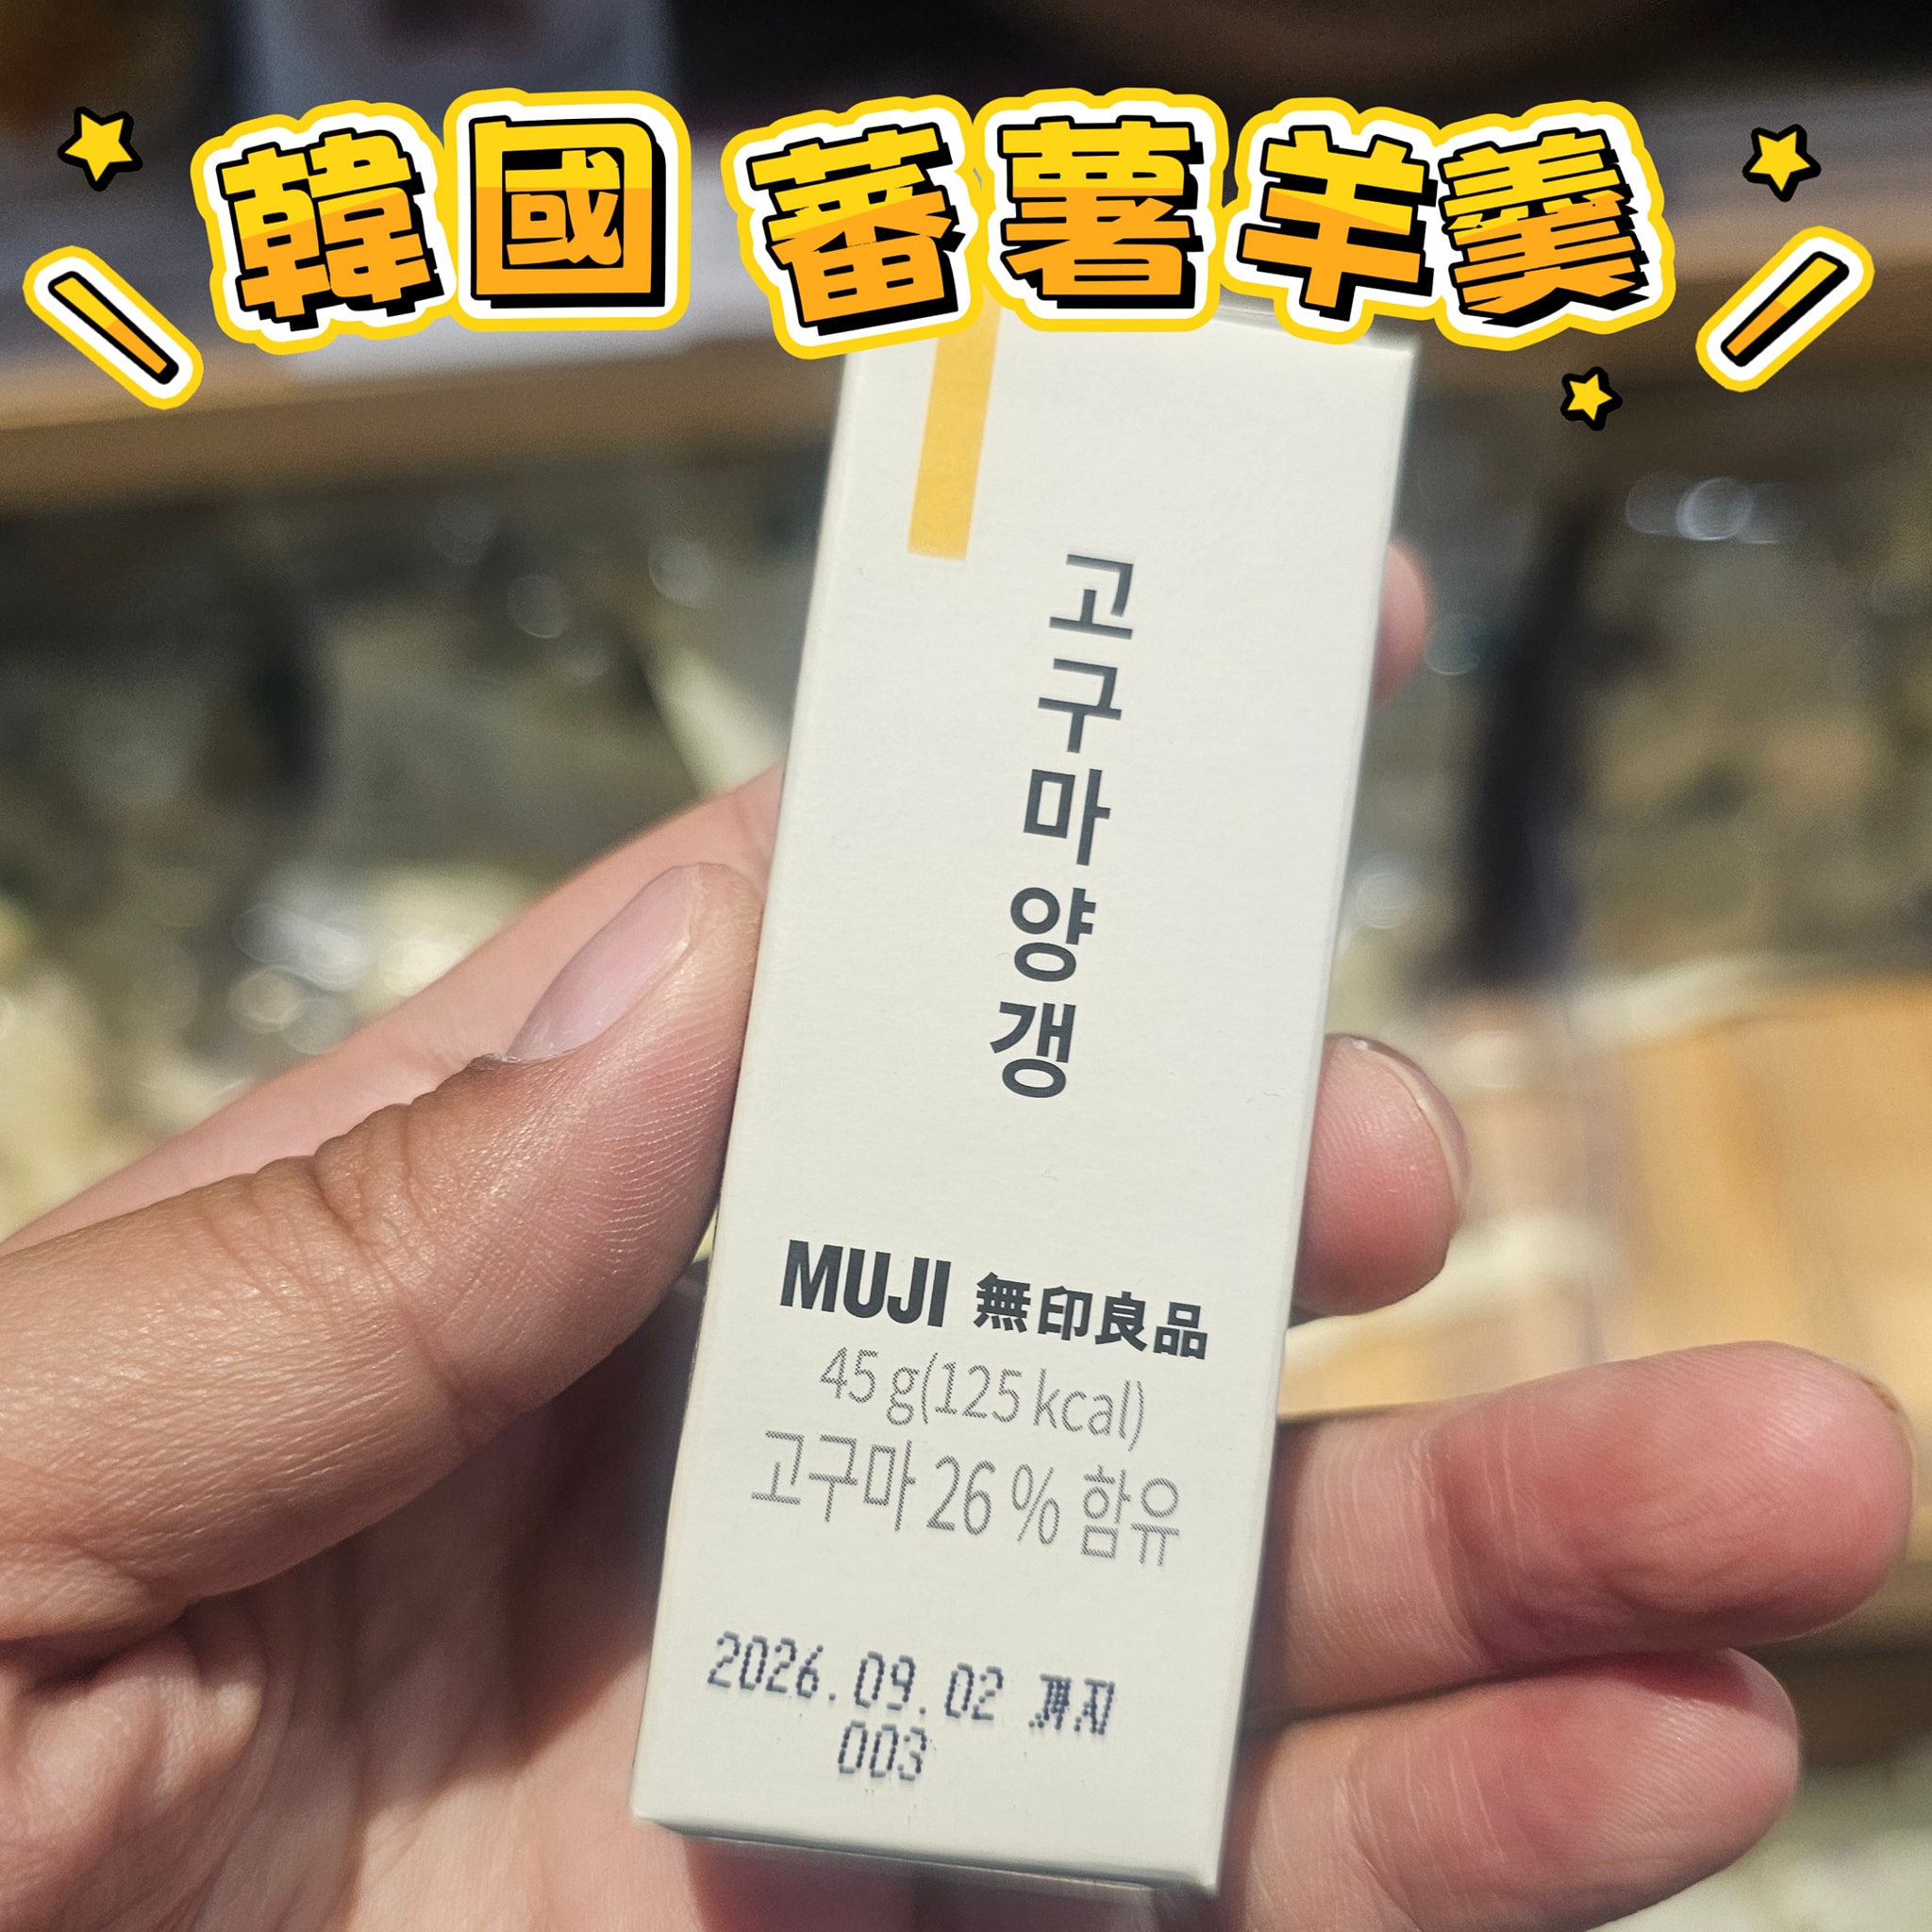 韓國 蕃薯羊羹
고구마양갱
MUJI 無印良品
45g(125 kcal)
고구마 26% 함유
2026.09.02 까지
003